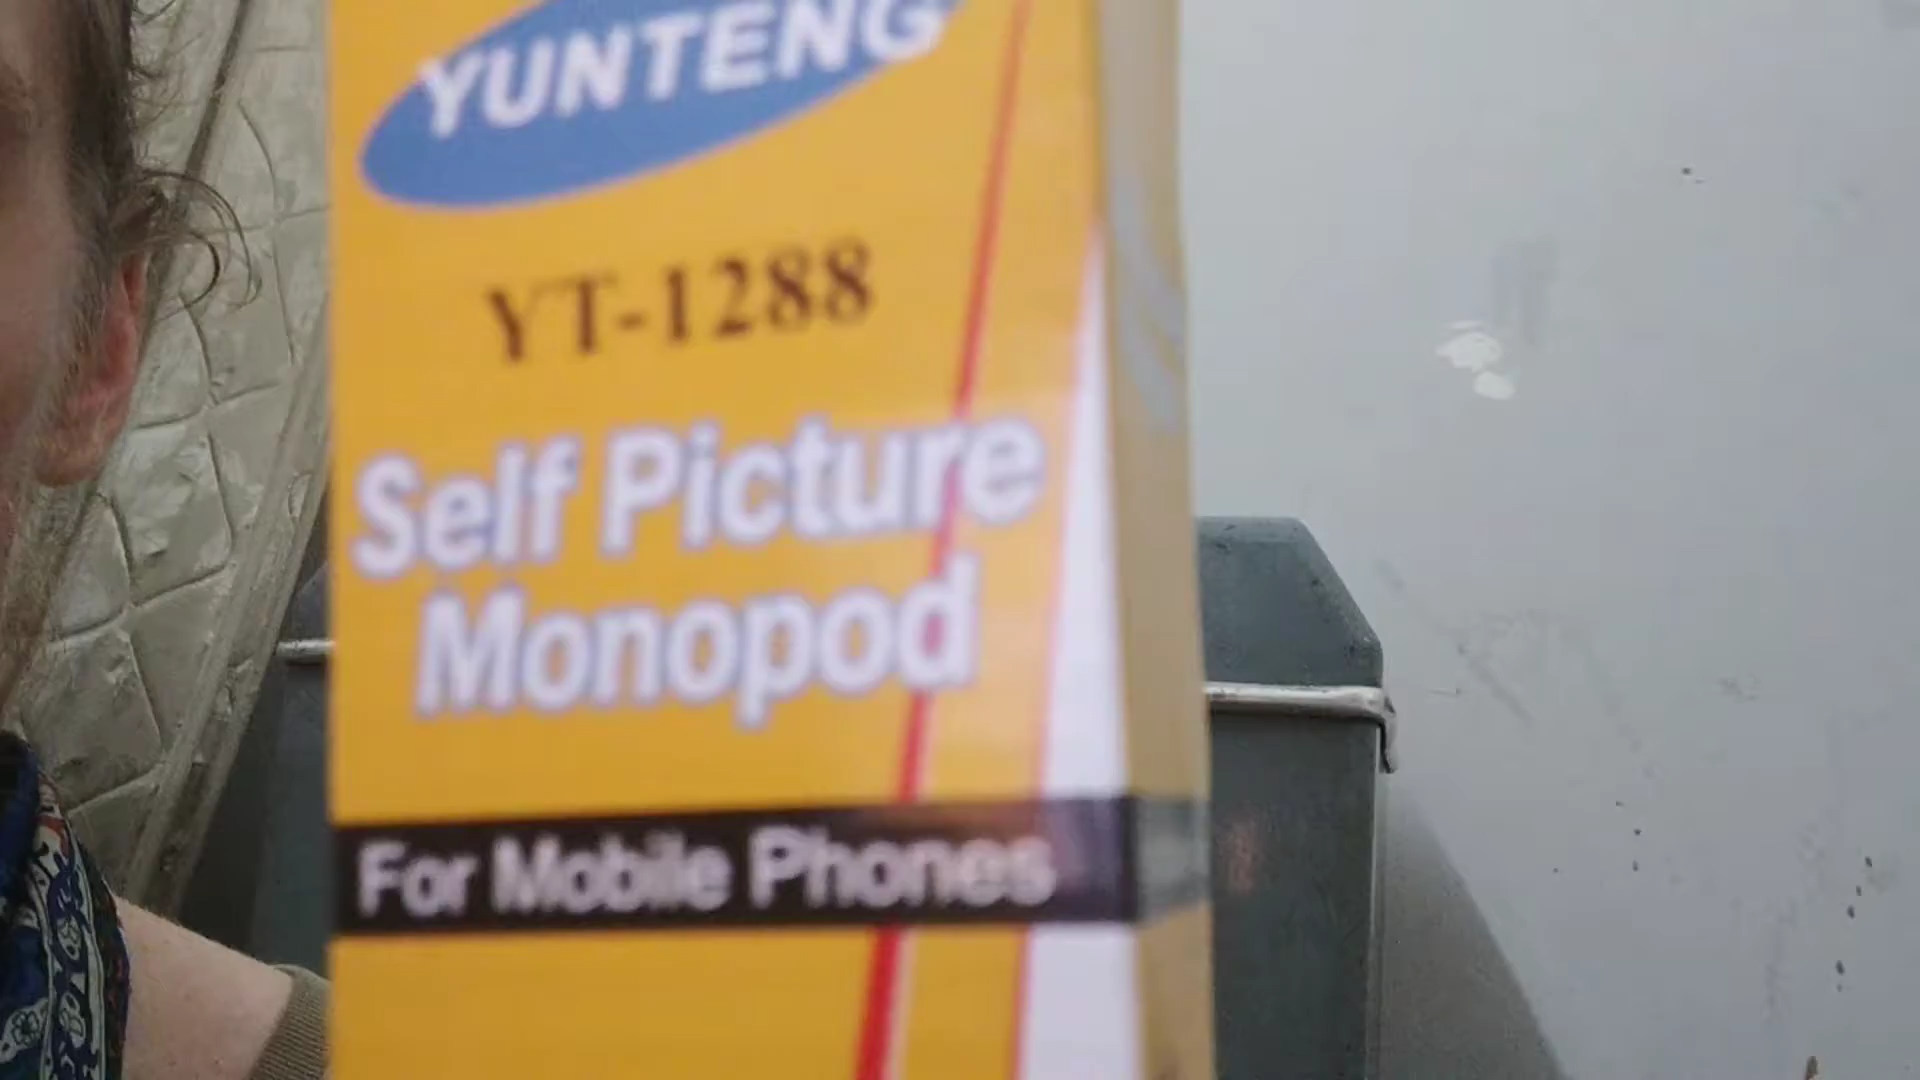 YUNTENG
YT-1288
Self Picture
Monopod
For Mobile Phones